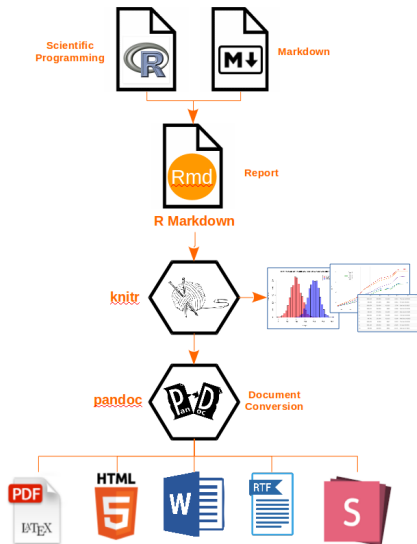 Scientific
Programming
R
M
Markdown
Rmd
Report
R Markdown
knitr
pandoc
Pan Doc
Document
Conversion
PDF
LATEX
HTML
5
W
RTF
S